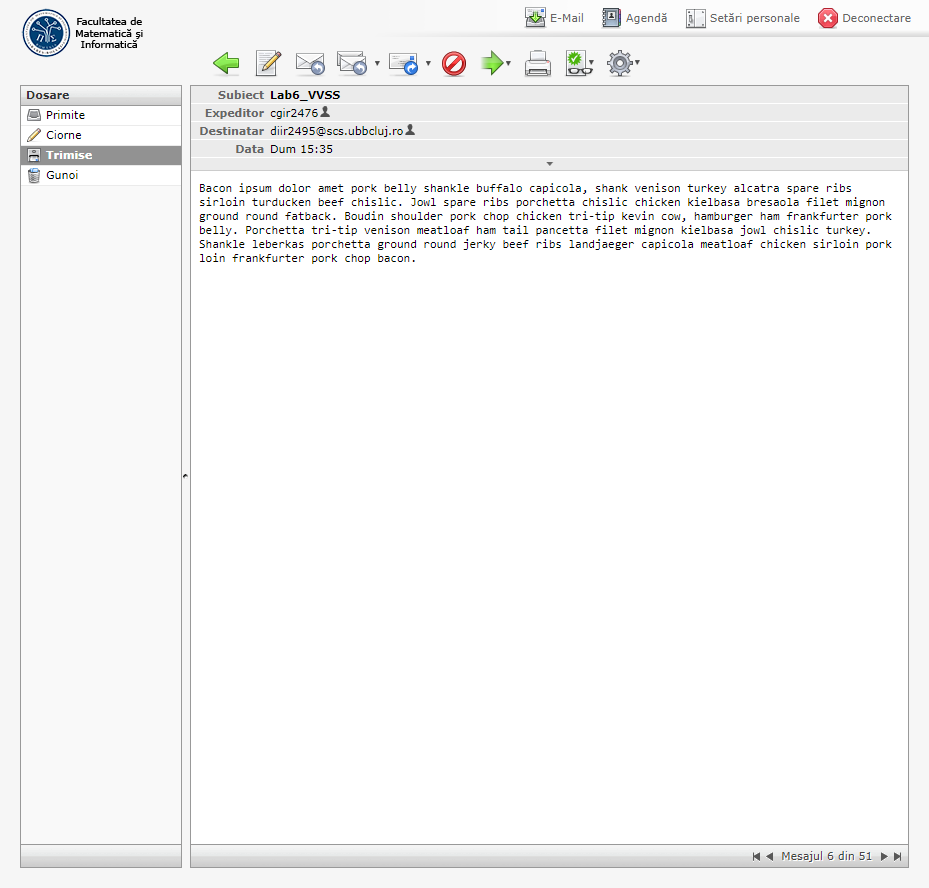 Facultatea de
Matematică şi
Informatică
E-Mail
Agendă
Setări personale
Deconectare
Dosare
Primite
Ciorne
Trimise
Gunoi
Subiect Lab6_VVSS
Expeditor cgir2476
Destinatar diir2495@scs.ubbcluj.ro
Data Dum 15:35
Bacon ipsum dolor amet pork belly shankle buffalo capicola, shank venison turkey alcatra spare ribs
sirloin turducken beef chislic. Jowl spare ribs porchetta chislic chicken kielbasa bresaola filet mignon
ground round fatback. Boudin shoulder pork chop chicken tri-tip kevin cow, hamburger ham frankfurter pork
belly. Porchetta tri-tip venison meatloaf ham tail pancetta filet mignon kielbasa jowl chislic turkey.
Shankle leberkas porchetta ground round jerky beef ribs landjaeger capicola meatloaf chicken sirloin pork
loin frankfurter pork chop bacon.
Mesajul 6 din 51